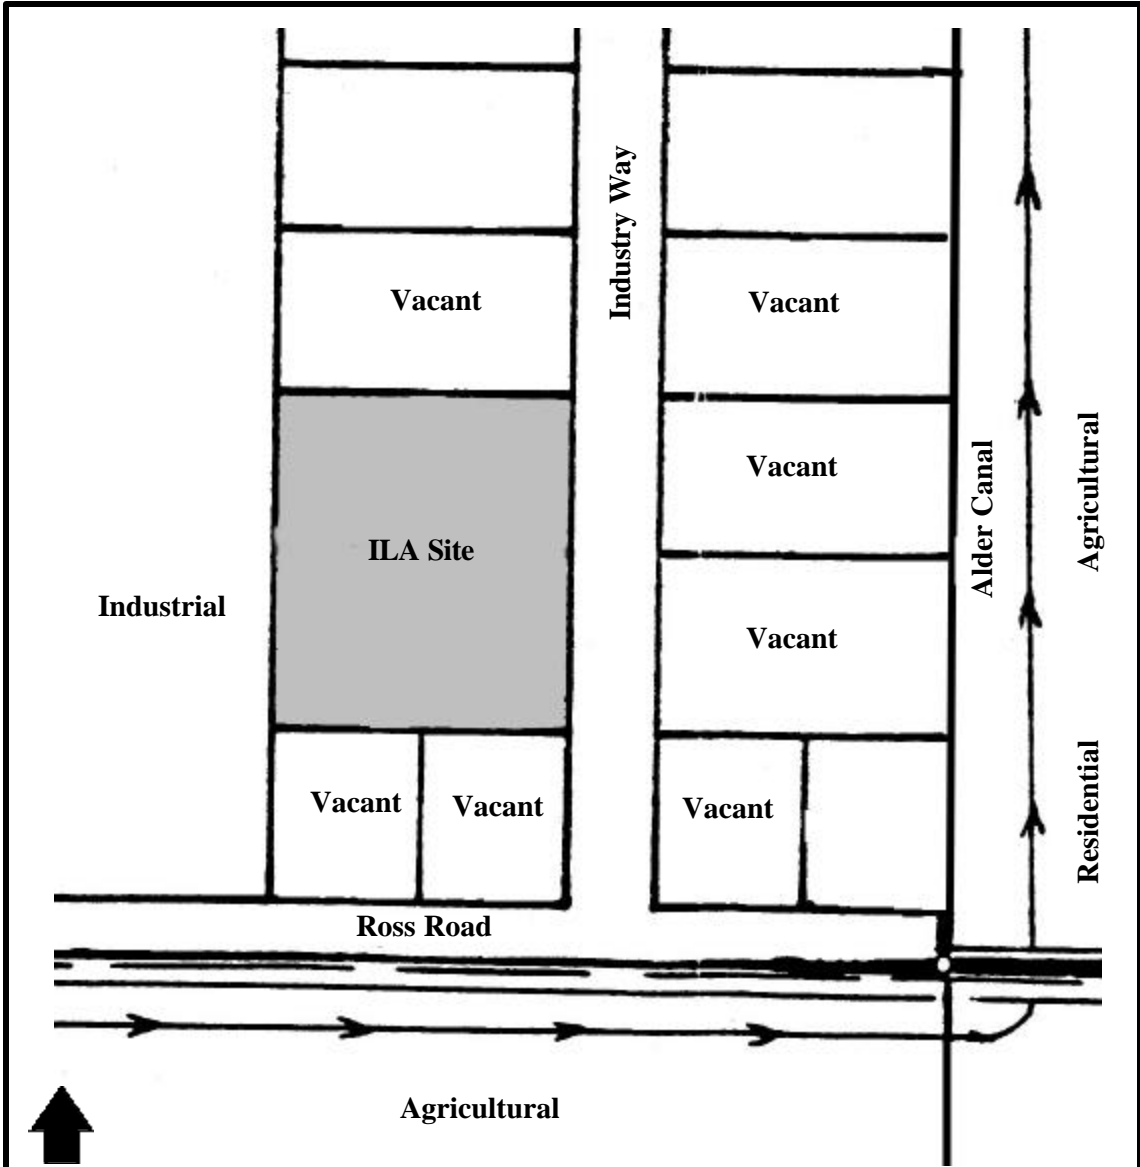 Industry Way
Vacant
Vacant
Vacant
Alder Canal
Agricultural
ILA Site
Industrial
Vacant
Residential
Vacant
Vacant
Vacant
Ross Road
Agricultural